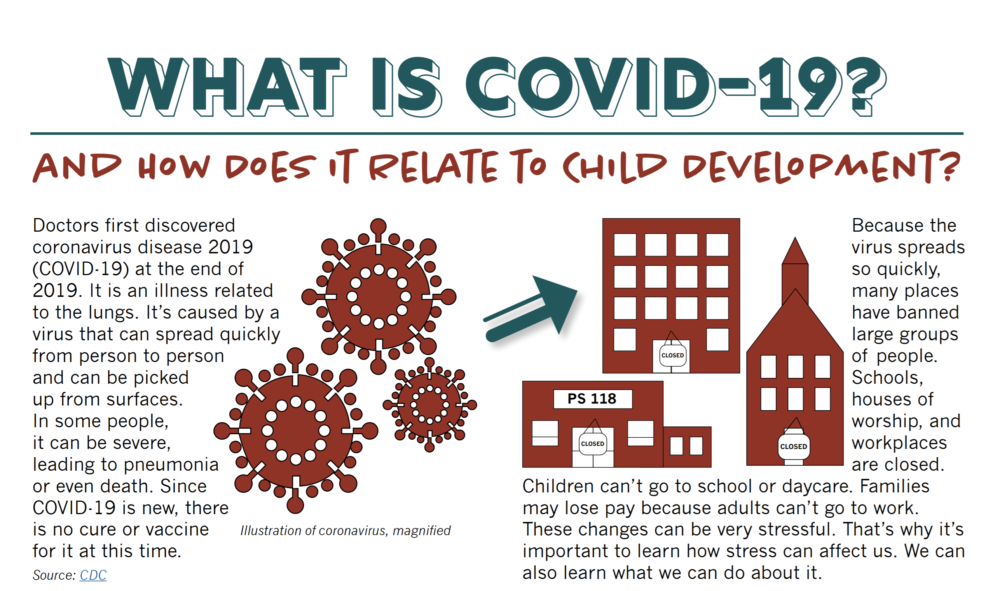 WHAT IS COVID-19?
AND HOW DOES IT RELATE TO CHILD DEVELOPMENT?
Doctors first discovered
coronavirus disease 2019
(COVID-19) at the end of
2019. It is an illness related
to the lungs. It’s caused by a
virus that can spread quickly
from person to person
and can be picked
up from surfaces.
In some people,
it can be severe,
leading to pneumonia
or even death. Since
COVID-19 is new, there
is no cure or vaccine
for it at this time.
Source: CDC
Illustration of coronavirus, magnified
CLOSED
PS 118
CLOSED
CLOSED
Because the
virus spreads
so quickly,
many places
have banned
large groups
of people.
Schools,
houses of
worship, and
workplaces
are closed.
Children can’t go to school or daycare. Families
may lose pay because adults can’t go to work.
These changes can be very stressful. That’s why it’s
important to learn how stress can affect us. We can
also learn what we can do about it.